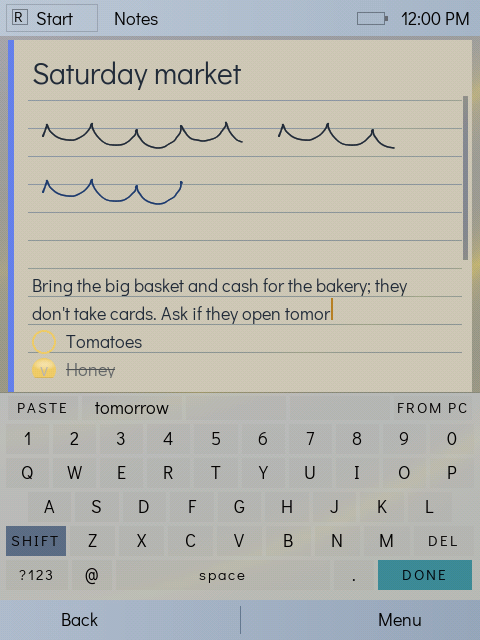 R Start Notes 12:00 PM
Saturday market
Bring the big basket and cash for the bakery; they
don't take cards. Ask if they open tomor
Tomatoes
v Honey
PASTE tomorrow FROM PC
1 2 3 4 5 6 7 8 9 0
Q W E R T Y U I O P
A S D F G H J K L
SHIFT Z X C V B N M DEL
?123 @ space . DONE
Back Menu